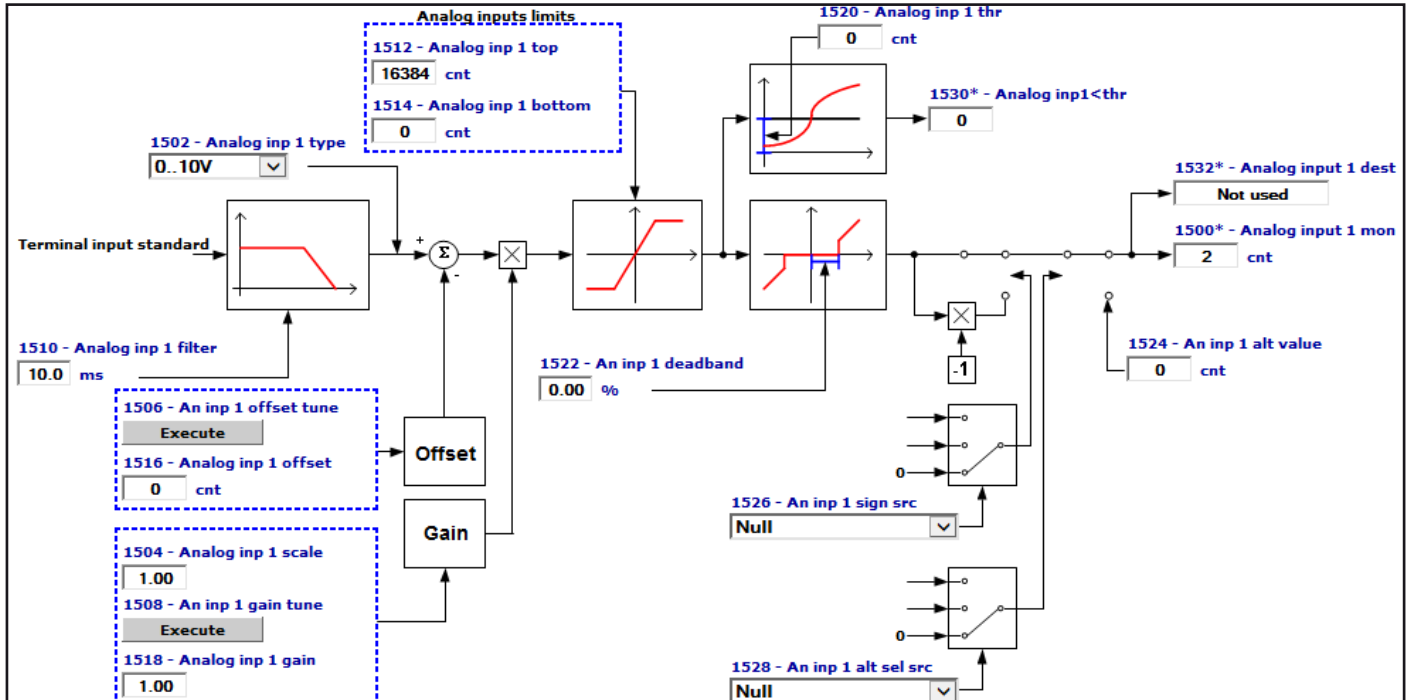 Analog inputs limits
1512 - Analog inp 1 top
16384 cnt
1514 - Analog inp 1 bottom
0 cnt
1520 - Analog inp 1 thr
0 cnt
1530* - Analog inp1<thr
0
1502 - Analog inp 1 type
0..10V
1532* - Analog input 1 dest
Not used
1500* - Analog input 1 mon
2 cnt
Terminal input standard
+
Σ
-
1510 - Analog inp 1 filter
10.0 ms
1522 - An inp 1 deadband
0.00 %
-1
1524 - An inp 1 alt value
0 cnt
1506 - An inp 1 offset tune
Execute
1516 - Analog inp 1 offset
0 cnt
Offset
Gain
1504 - Analog inp 1 scale
1.00
1508 - An inp 1 gain tune
Execute
1518 - Analog inp 1 gain
1.00
0
1526 - An inp 1 sign src
Null
0
1528 - An inp 1 alt sel src
Null